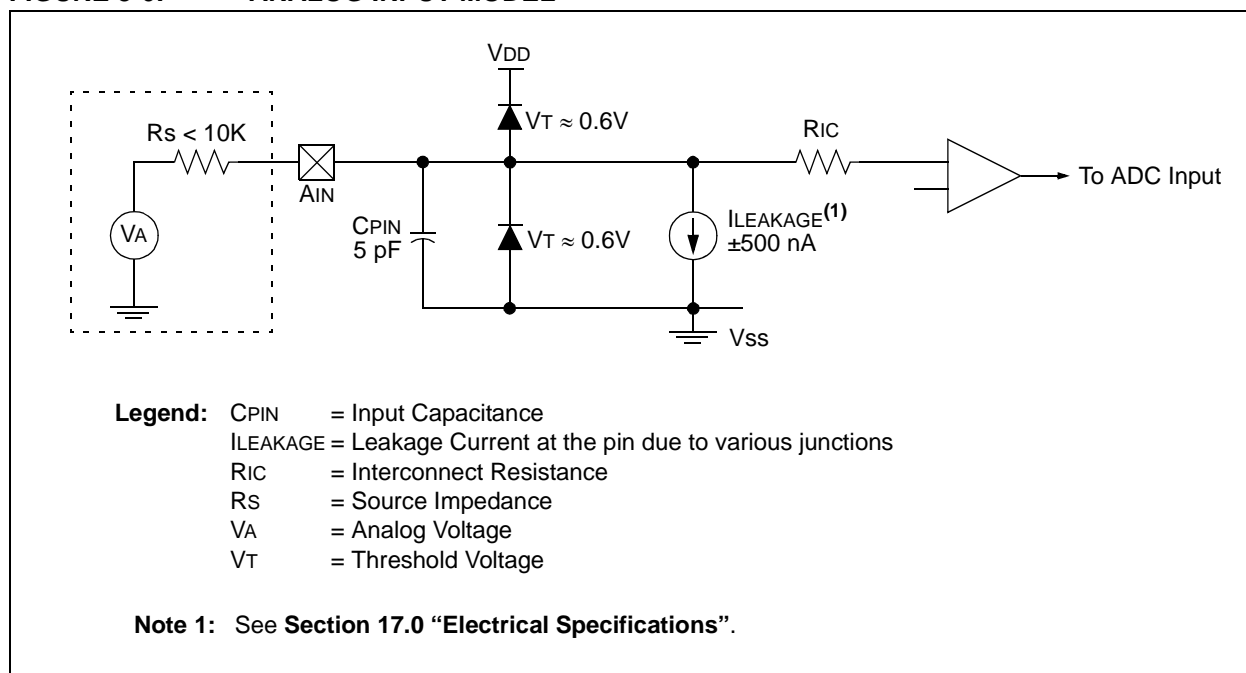 VDD
VT ≈ 0.6V
RS < 10K
RIC
AIN
To ADC Input
VA
CPIN
5 pF
VT ≈ 0.6V
ILEAKAGE(1)
±500 nA
VSS
Legend: CPIN = Input Capacitance
ILEAKAGE = Leakage Current at the pin due to various junctions
RIC = Interconnect Resistance
RS = Source Impedance
VA = Analog Voltage
VT = Threshold Voltage
Note 1: See Section 17.0 “Electrical Specifications”.